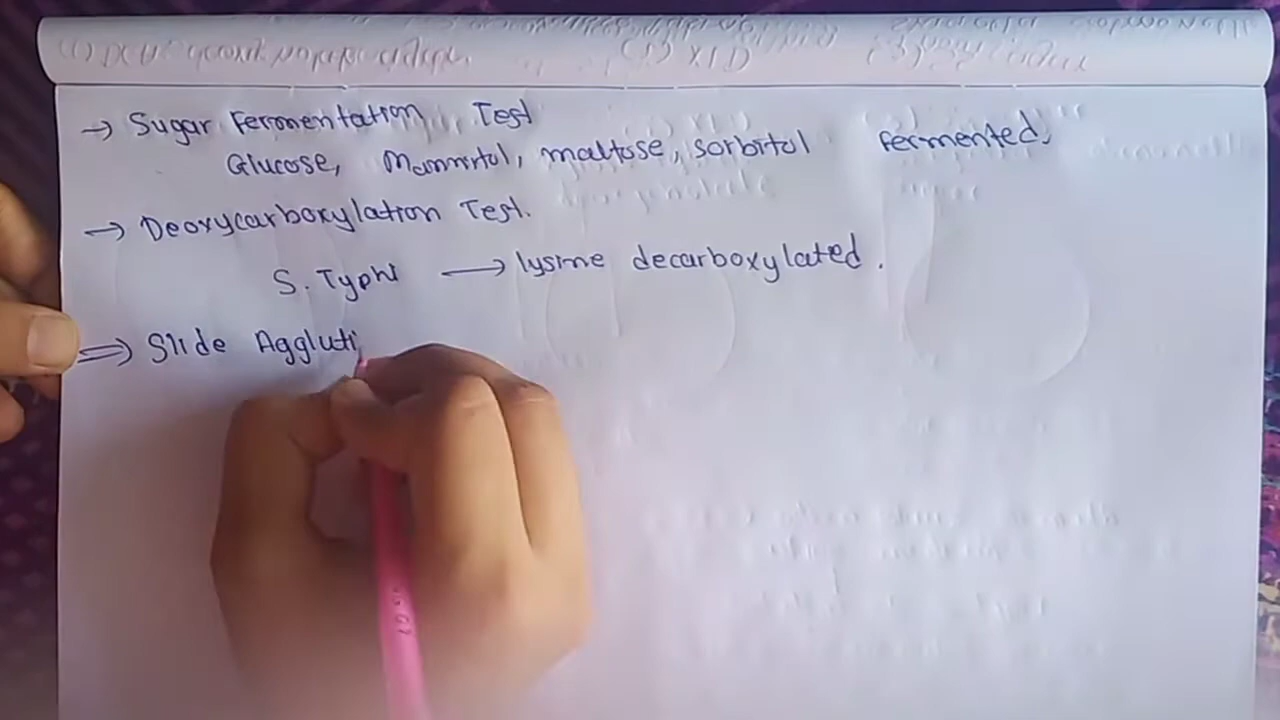 → Sugar Fermentation Test
Glucose, Mannitol, maltose, sorbitol fermented.
→ Deoxycarboxylation Test.
S. Typhi → lysine decarboxylated.
⇒ Slide Aggluti